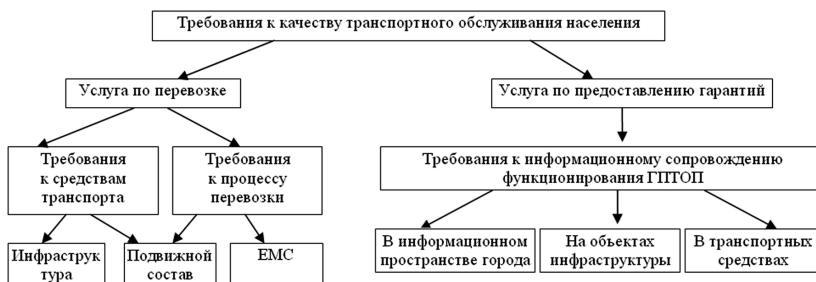 Требования к качеству транспортного обслуживания населения
Услуга по перевозке
Услуга по предоставлению гарантий
Требования
к средствам
транспорта
Требования
к процессу
перевозки
Требования к информационному сопровождению
функционирования ГПТОП
Инфраструк
тура
Подвижной
состав
ЕМС
В информационном
пространстве города
На объектах
инфраструктуры
В транспортных
средствах